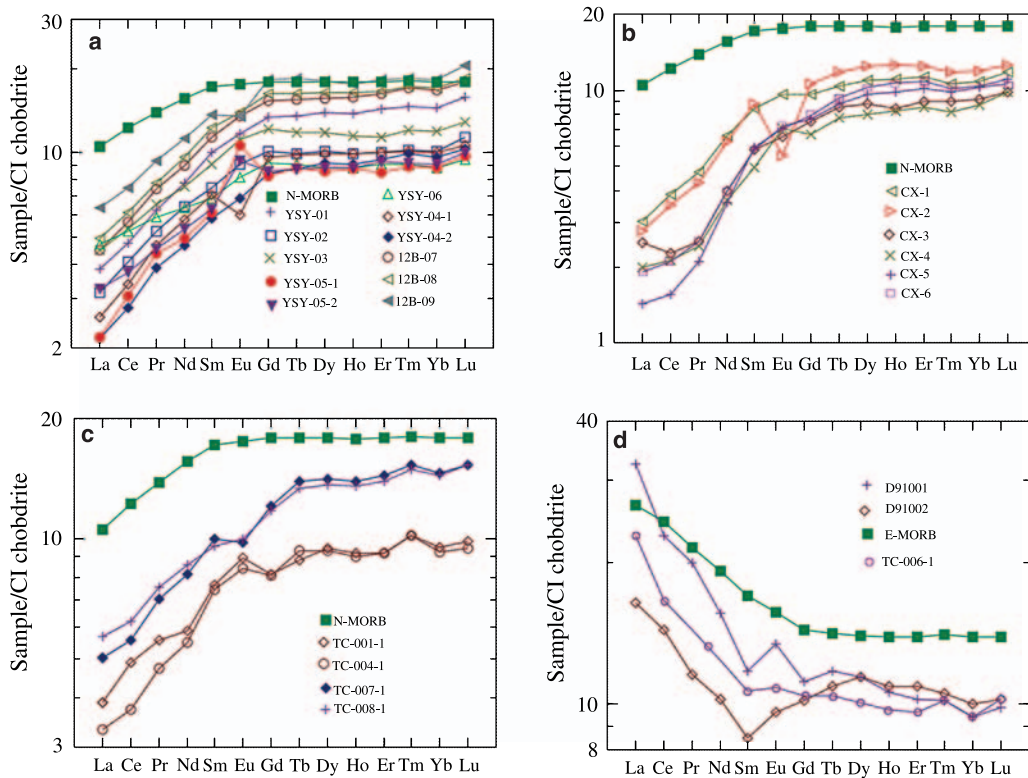 a
30
10
2
Sample/CI chobdrite
N-MORB
YSY-01
YSY-02
YSY-03
YSY-05-1
YSY-05-2
YSY-06
YSY-04-1
YSY-04-2
12B-07
12B-08
12B-09
La Ce Pr Nd Sm Eu Gd Tb Dy Ho Er Tm Yb Lu
b
20
10
1
Sample/CI chobdrite
N-MORB
CX-1
CX-2
CX-3
CX-4
CX-5
CX-6
La Ce Pr Nd Sm Eu Gd Tb Dy Ho Er Tm Yb Lu
c
20
10
3
Sample/CI chobdrite
N-MORB
TC-001-1
TC-004-1
TC-007-1
TC-008-1
La Ce Pr Nd Sm Eu Gd Tb Dy Ho Er Tm Yb Lu
d
40
10
8
Sample/CI chobdrite
D91001
D91002
E-MORB
TC-006-1
La Ce Pr Nd Sm Eu Gd Tb Dy Ho Er Tm Yb Lu